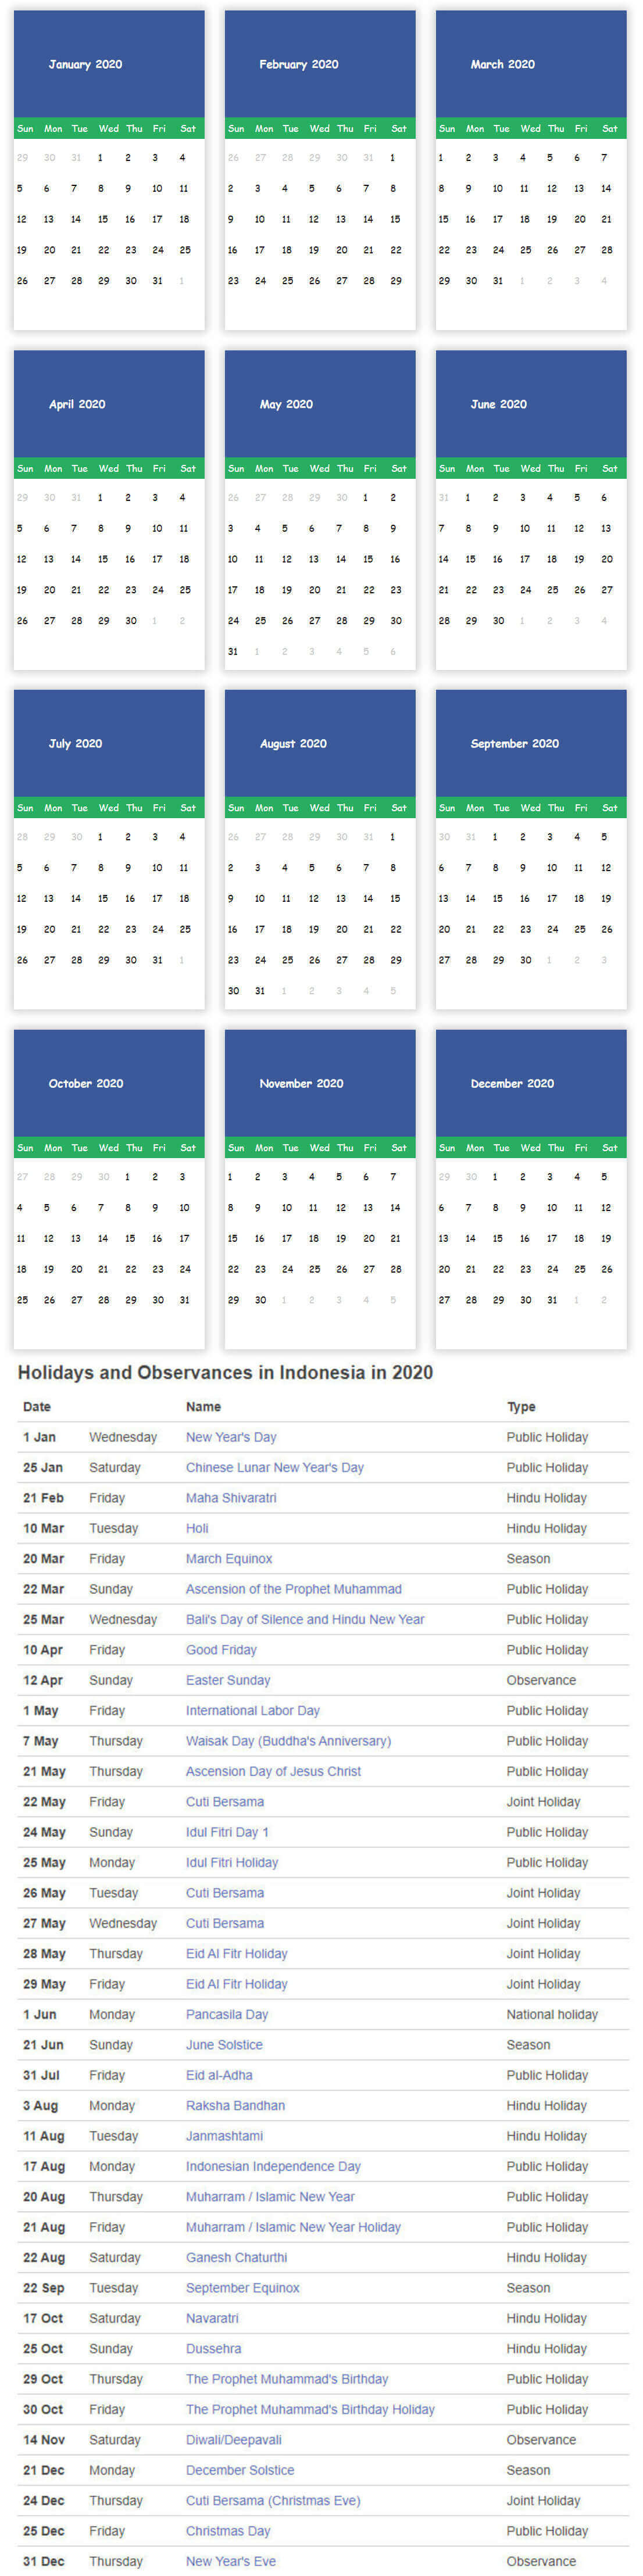 January 2020 February 2020 March 2020
Sun Mon Tue Wed Thu Fri Sat Sun Mon Tue Wed Thu Fri Sat Sun Mon Tue Wed Thu Fri Sat
29 30 31 1 2 3 4 26 27 28 29 30 31 1 1 2 3 4 5 6 7
5 6 7 8 9 10 11 2 3 4 5 6 7 8 8 9 10 11 12 13 14
12 13 14 15 16 17 18 9 10 11 12 13 14 15 15 16 17 18 19 20 21
19 20 21 22 23 24 25 16 17 18 19 20 21 22 22 23 24 25 26 27 28
26 27 28 29 30 31 1 23 24 25 26 27 28 29 29 30 31 1 2 3 4
April 2020 May 2020 June 2020
Sun Mon Tue Wed Thu Fri Sat Sun Mon Tue Wed Thu Fri Sat Sun Mon Tue Wed Thu Fri Sat
29 30 31 1 2 3 4 26 27 28 29 30 1 2 31 1 2 3 4 5 6
5 6 7 8 9 10 11 3 4 5 6 7 8 9 7 8 9 10 11 12 13
12 13 14 15 16 17 18 10 11 12 13 14 15 16 14 15 16 17 18 19 20
19 20 21 22 23 24 25 17 18 19 20 21 22 23 21 22 23 24 25 26 27
26 27 28 29 30 1 2 24 25 26 27 28 29 30 28 29 30 1 2 3 4
31 1 2 3 4 5 6
July 2020 August 2020 September 2020
Sun Mon Tue Wed Thu Fri Sat Sun Mon Tue Wed Thu Fri Sat Sun Mon Tue Wed Thu Fri Sat
28 29 30 1 2 3 4 26 27 28 29 30 31 1 30 31 1 2 3 4 5
5 6 7 8 9 10 11 2 3 4 5 6 7 8 6 7 8 9 10 11 12
12 13 14 15 16 17 18 9 10 11 12 13 14 15 13 14 15 16 17 18 19
19 20 21 22 23 24 25 16 17 18 19 20 21 22 20 21 22 23 24 25 26
26 27 28 29 30 31 1 23 24 25 26 27 28 29 27 28 29 30 1 2 3
30 31 1 2 3 4 5
October 2020 November 2020 December 2020
Sun Mon Tue Wed Thu Fri Sat Sun Mon Tue Wed Thu Fri Sat Sun Mon Tue Wed Thu Fri Sat
27 28 29 30 1 2 3 1 2 3 4 5 6 7 29 30 1 2 3 4 5
4 5 6 7 8 9 10 8 9 10 11 12 13 14 6 7 8 9 10 11 12
11 12 13 14 15 16 17 15 16 17 18 19 20 21 13 14 15 16 17 18 19
18 19 20 21 22 23 24 22 23 24 25 26 27 28 20 21 22 23 24 25 26
25 26 27 28 29 30 31 29 30 1 2 3 4 5 27 28 29 30 31 1 2
Holidays and Observances in Indonesia in 2020
Date Name Type
1 Jan Wednesday New Year's Day Public Holiday
25 Jan Saturday Chinese Lunar New Year's Day Public Holiday
21 Feb Friday Maha Shivaratri Hindu Holiday
10 Mar Tuesday Holi Hindu Holiday
20 Mar Friday March Equinox Season
22 Mar Sunday Ascension of the Prophet Muhammad Public Holiday
25 Mar Wednesday Bali's Day of Silence and Hindu New Year Public Holiday
10 Apr Friday Good Friday Public Holiday
12 Apr Sunday Easter Sunday Observance
1 May Friday International Labor Day Public Holiday
7 May Thursday Waisak Day (Buddha's Anniversary) Public Holiday
21 May Thursday Ascension Day of Jesus Christ Public Holiday
22 May Friday Cuti Bersama Joint Holiday
24 May Sunday Idul Fitri Day 1 Public Holiday
25 May Monday Idul Fitri Holiday Public Holiday
26 May Tuesday Cuti Bersama Joint Holiday
27 May Wednesday Cuti Bersama Joint Holiday
28 May Thursday Eid Al Fitr Holiday Joint Holiday
29 May Friday Eid Al Fitr Holiday Joint Holiday
1 Jun Monday Pancasila Day National holiday
21 Jun Sunday June Solstice Season
31 Jul Friday Eid al-Adha Public Holiday
3 Aug Monday Raksha Bandhan Hindu Holiday
11 Aug Tuesday Janmashtami Hindu Holiday
17 Aug Monday Indonesian Independence Day Public Holiday
20 Aug Thursday Muharram / Islamic New Year Public Holiday
21 Aug Friday Muharram / Islamic New Year Holiday Public Holiday
22 Aug Saturday Ganesh Chaturthi Hindu Holiday
22 Sep Tuesday September Equinox Season
17 Oct Saturday Navaratri Hindu Holiday
25 Oct Sunday Dussehra Hindu Holiday
29 Oct Thursday The Prophet Muhammad's Birthday Public Holiday
30 Oct Friday The Prophet Muhammad's Birthday Holiday Public Holiday
14 Nov Saturday Diwali/Deepavali Observance
21 Dec Monday December Solstice Season
24 Dec Thursday Cuti Bersama (Christmas Eve) Joint Holiday
25 Dec Friday Christmas Day Public Holiday
31 Dec Thursday New Year's Eve Observance